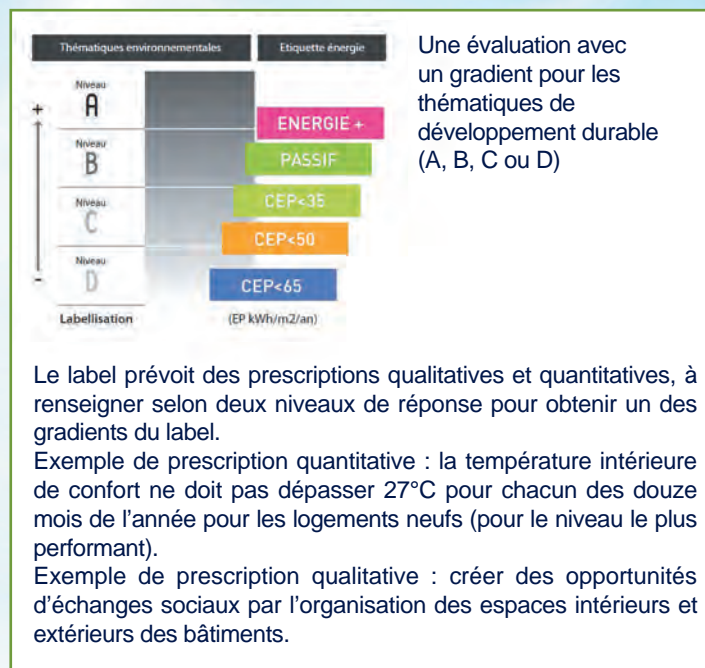 Thématiques environnementales
Etiquette énergie
Niveau
A
+
ENERGIE +
Niveau
B
PASSIF
Niveau
C
CEP<35
CEP<50
Niveau
D
-
CEP<65
Labellisation
(EP kWh/m2/an)
Une évaluation avec
un gradient pour les
thématiques de
développement durable
(A, B, C ou D)
Le label prévoit des prescriptions qualitatives et quantitatives, à
renseigner selon deux niveaux de réponse pour obtenir un des
gradients du label.
Exemple de prescription quantitative : la température intérieure
de confort ne doit pas dépasser 27°C pour chacun des douze
mois de l’année pour les logements neufs (pour le niveau le plus
performant).
Exemple de prescription qualitative : créer des opportunités
d’échanges sociaux par l’organisation des espaces intérieurs et
extérieurs des bâtiments.